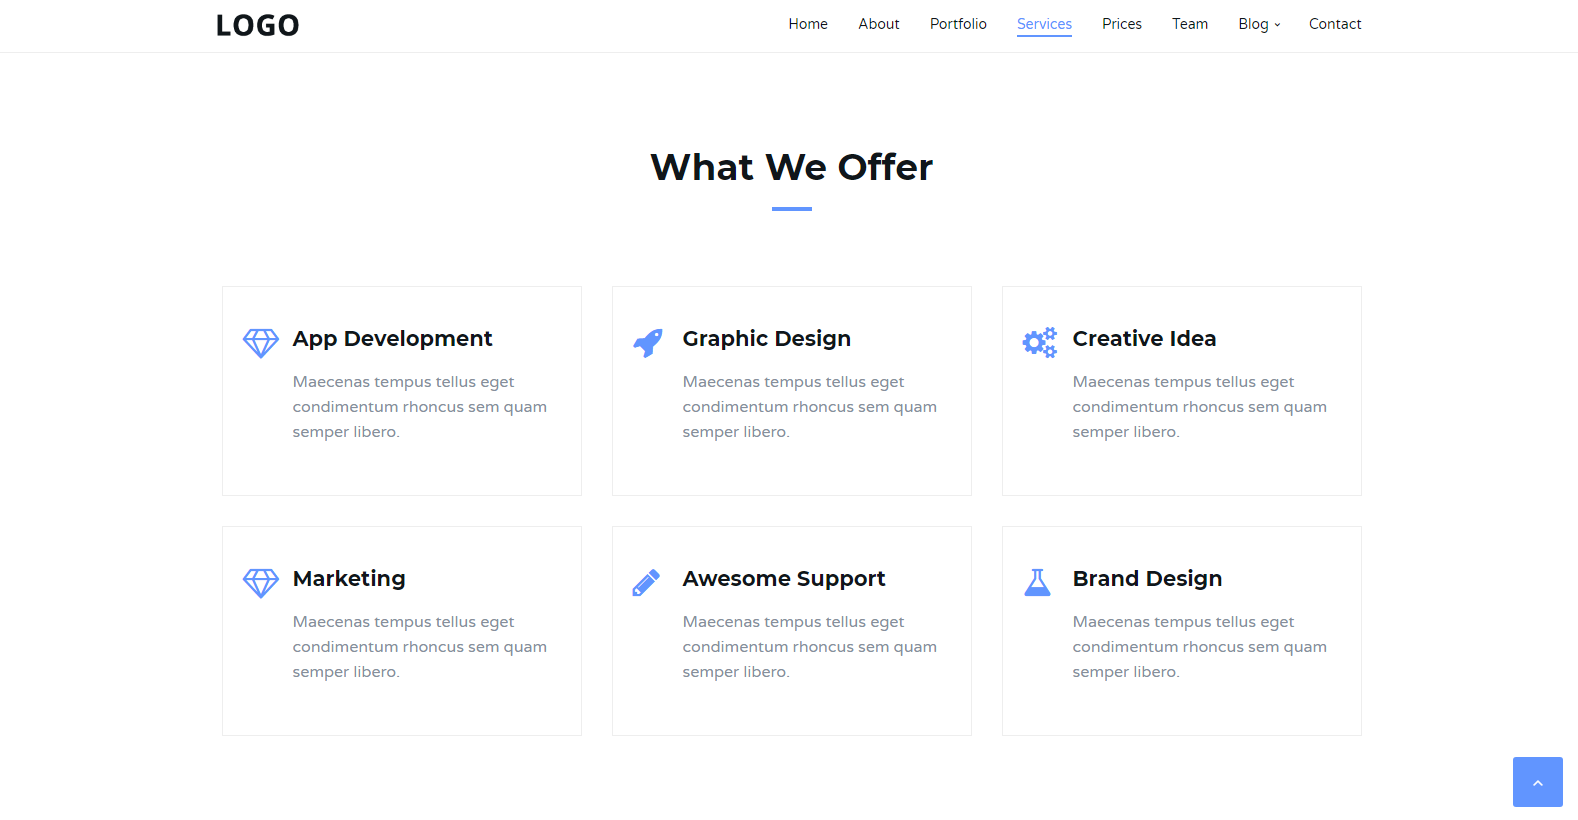 LOGO
Home About Portfolio Services Prices Team Blog Contact
What We Offer
App Development
Maecenas tempus tellus eget
condimentum rhoncus sem quam
semper libero.
Graphic Design
Maecenas tempus tellus eget
condimentum rhoncus sem quam
semper libero.
Creative Idea
Maecenas tempus tellus eget
condimentum rhoncus sem quam
semper libero.
Marketing
Maecenas tempus tellus eget
condimentum rhoncus sem quam
semper libero.
Awesome Support
Maecenas tempus tellus eget
condimentum rhoncus sem quam
semper libero.
Brand Design
Maecenas tempus tellus eget
condimentum rhoncus sem quam
semper libero.